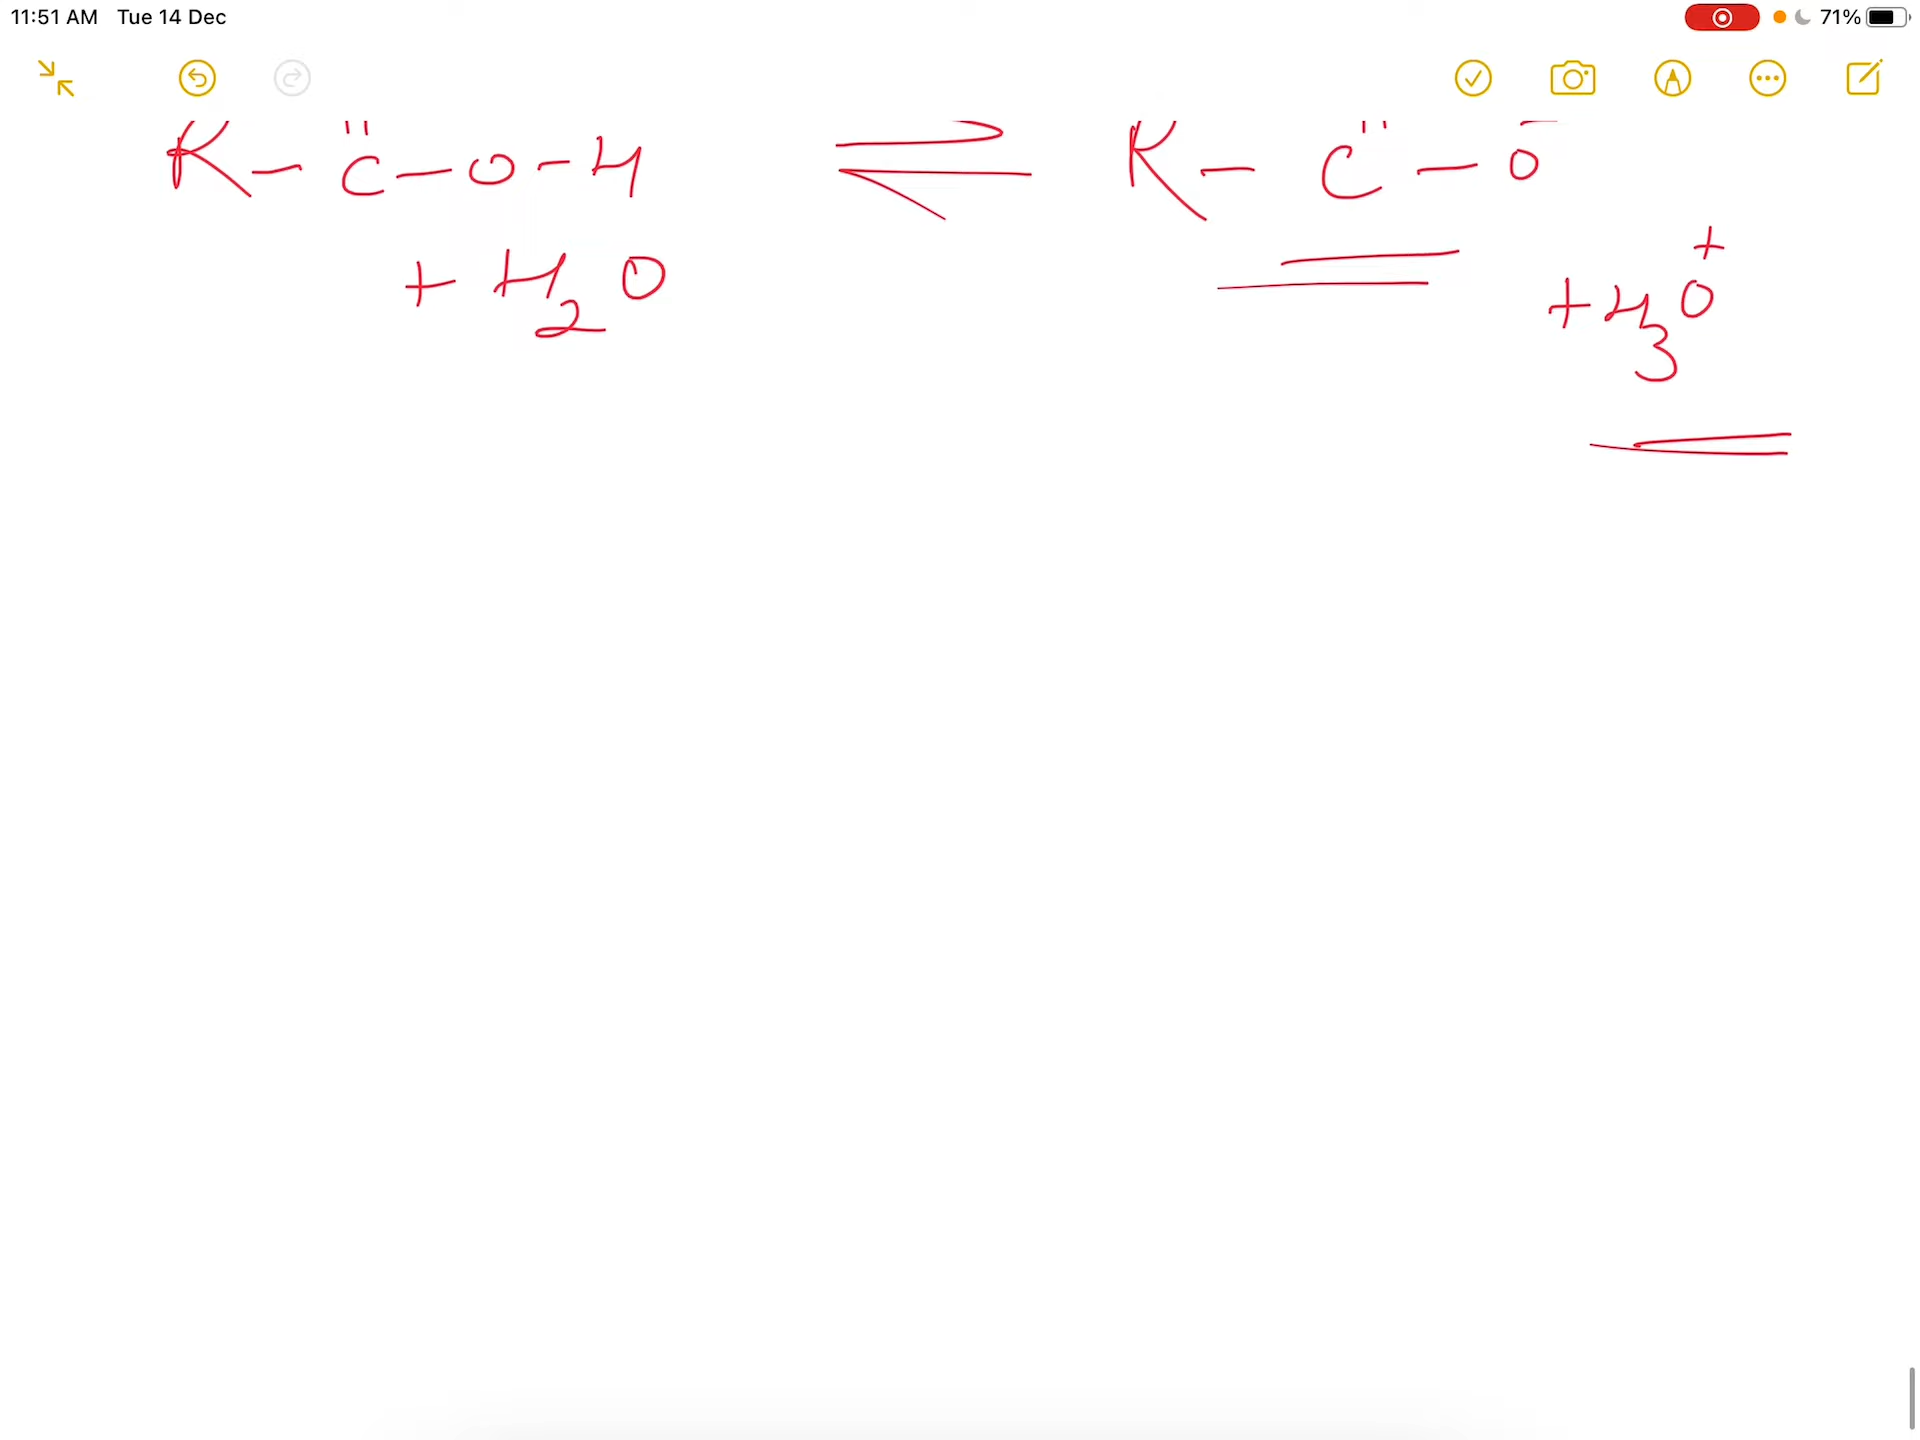 11:51 AM Tue 14 Dec 71%
R - C - O - H ⇌ R - C - O⁻
+ H₂O + H₃O⁺